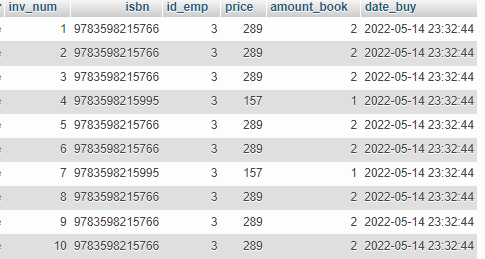 inv_num isbn id_emp price amount_book date_buy
1 9783598215766 3 289 2 2022-05-14 23:32:44
2 9783598215766 3 289 2 2022-05-14 23:32:44
3 9783598215766 3 289 2 2022-05-14 23:32:44
4 9783598215995 3 157 1 2022-05-14 23:32:44
5 9783598215766 3 289 2 2022-05-14 23:32:44
6 9783598215766 3 289 2 2022-05-14 23:32:44
7 9783598215995 3 157 1 2022-05-14 23:32:44
8 9783598215766 3 289 2 2022-05-14 23:32:44
9 9783598215766 3 289 2 2022-05-14 23:32:44
10 9783598215766 3 289 2 2022-05-14 23:32:44